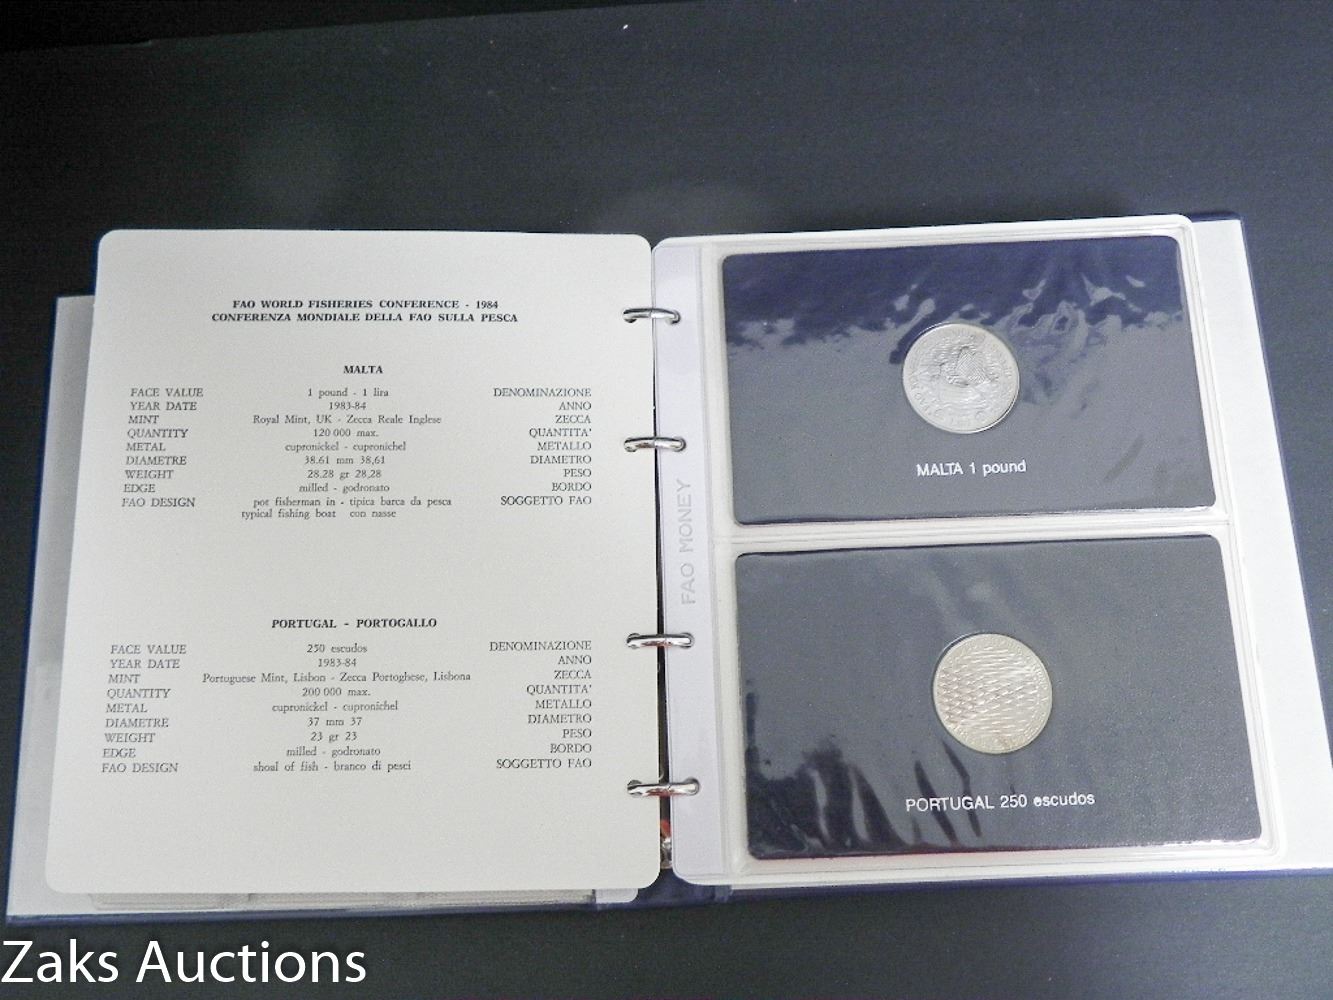 FAO WORLD FISHERIES CONFERENCE - 1984
CONFERENZA MONDIALE DELLA FAO SULLA PESCA
MALTA
FACE VALUE 1 pound - 1 lira DENOMINAZIONE
YEAR DATE 1983-84 ANNO
MINT Royal Mint, UK - Zecca Reale Inglese ZECCA
QUANTITY 120 000 max. QUANTITA'
METAL cupronickel - cupronichel METALLO
DIAMETRE 38.61 mm 38,61 DIAMETRO
WEIGHT 28.28 gr 28,28 PESO
EDGE milled - godronato BORDO
FAO DESIGN pot fisherman in - tipica barca da pesca SOGGETTO FAO
typical fishing boat con nasse
PORTUGAL - PORTOGALLO
FACE VALUE 250 escudos DENOMINAZIONE
YEAR DATE 1983-84 ANNO
MINT Portuguese Mint, Lisbon - Zecca Portoghese, Lisbona ZECCA
QUANTITY 200 000 max. QUANTITA'
METAL cupronickel - cupronichel METALLO
DIAMETRE 37 mm 37 DIAMETRO
WEIGHT 23 gr 23 PESO
EDGE milled - godronato BORDO
FAO DESIGN shoal of fish - branco di pesci SOGGETTO FAO
FAO MONEY
MALTA 1 pound
PORTUGAL 250 escudos
Zaks Auctions